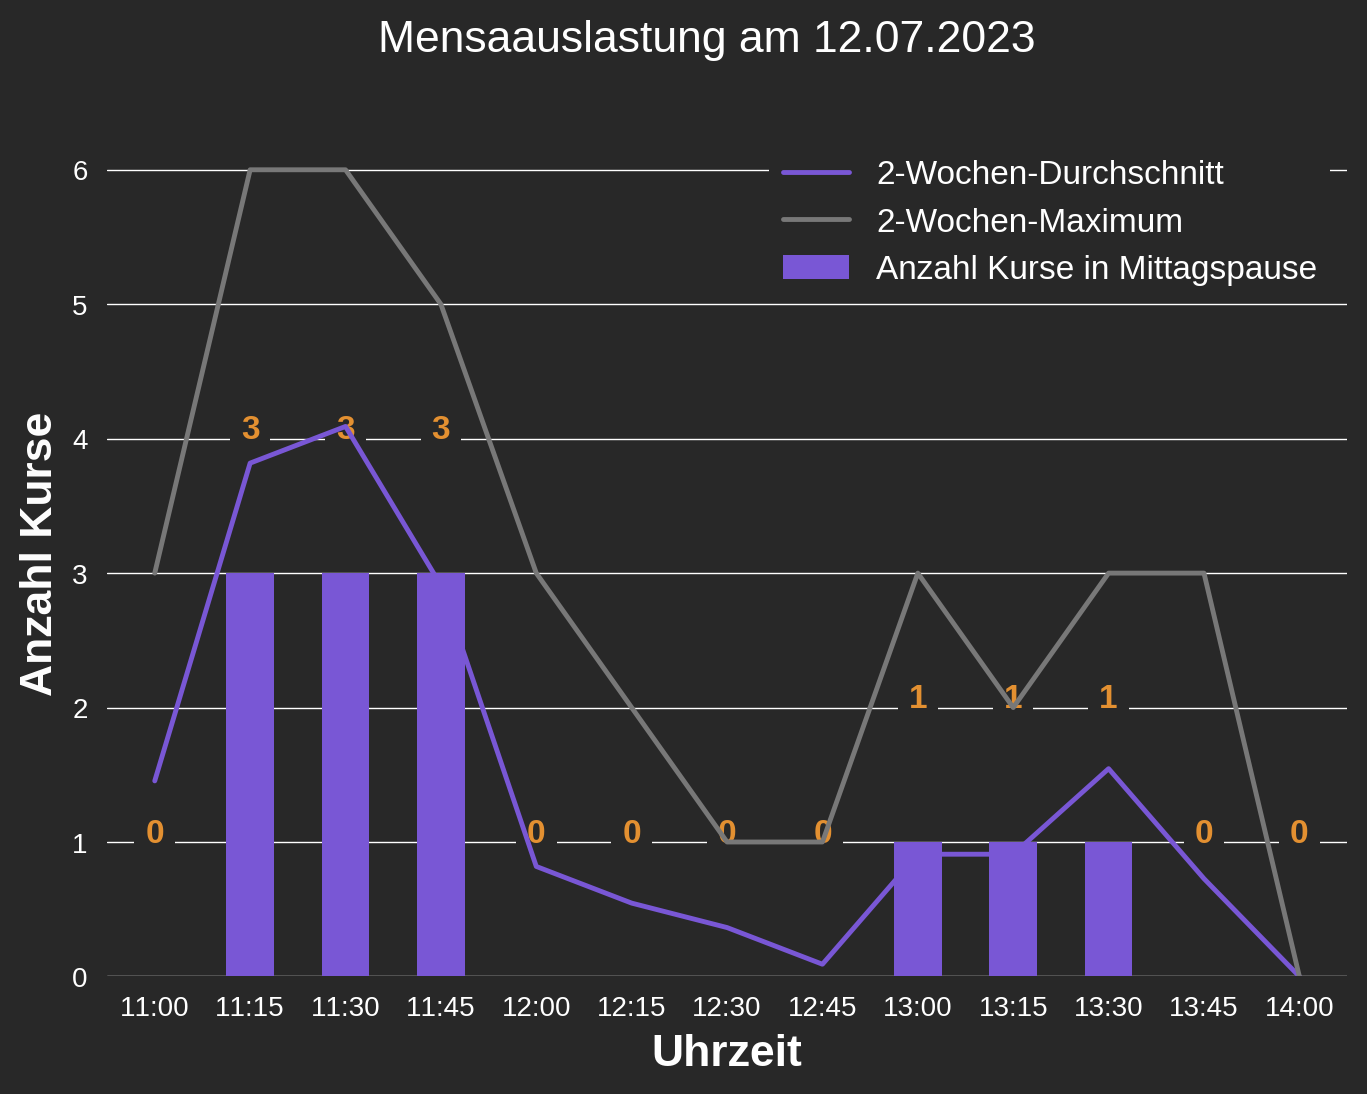 Mensaauslastung am 12.07.2023
2-Wochen-Durchschnitt
2-Wochen-Maximum
Anzahl Kurse in Mittagspause
Anzahl Kurse
6
5
4
3
2
1
0
3 3 3
1 1 1
0 0 0 0 0 0 0
11:00 11:15 11:30 11:45 12:00 12:15 12:30 12:45 13:00 13:15 13:30 13:45 14:00
Uhrzeit